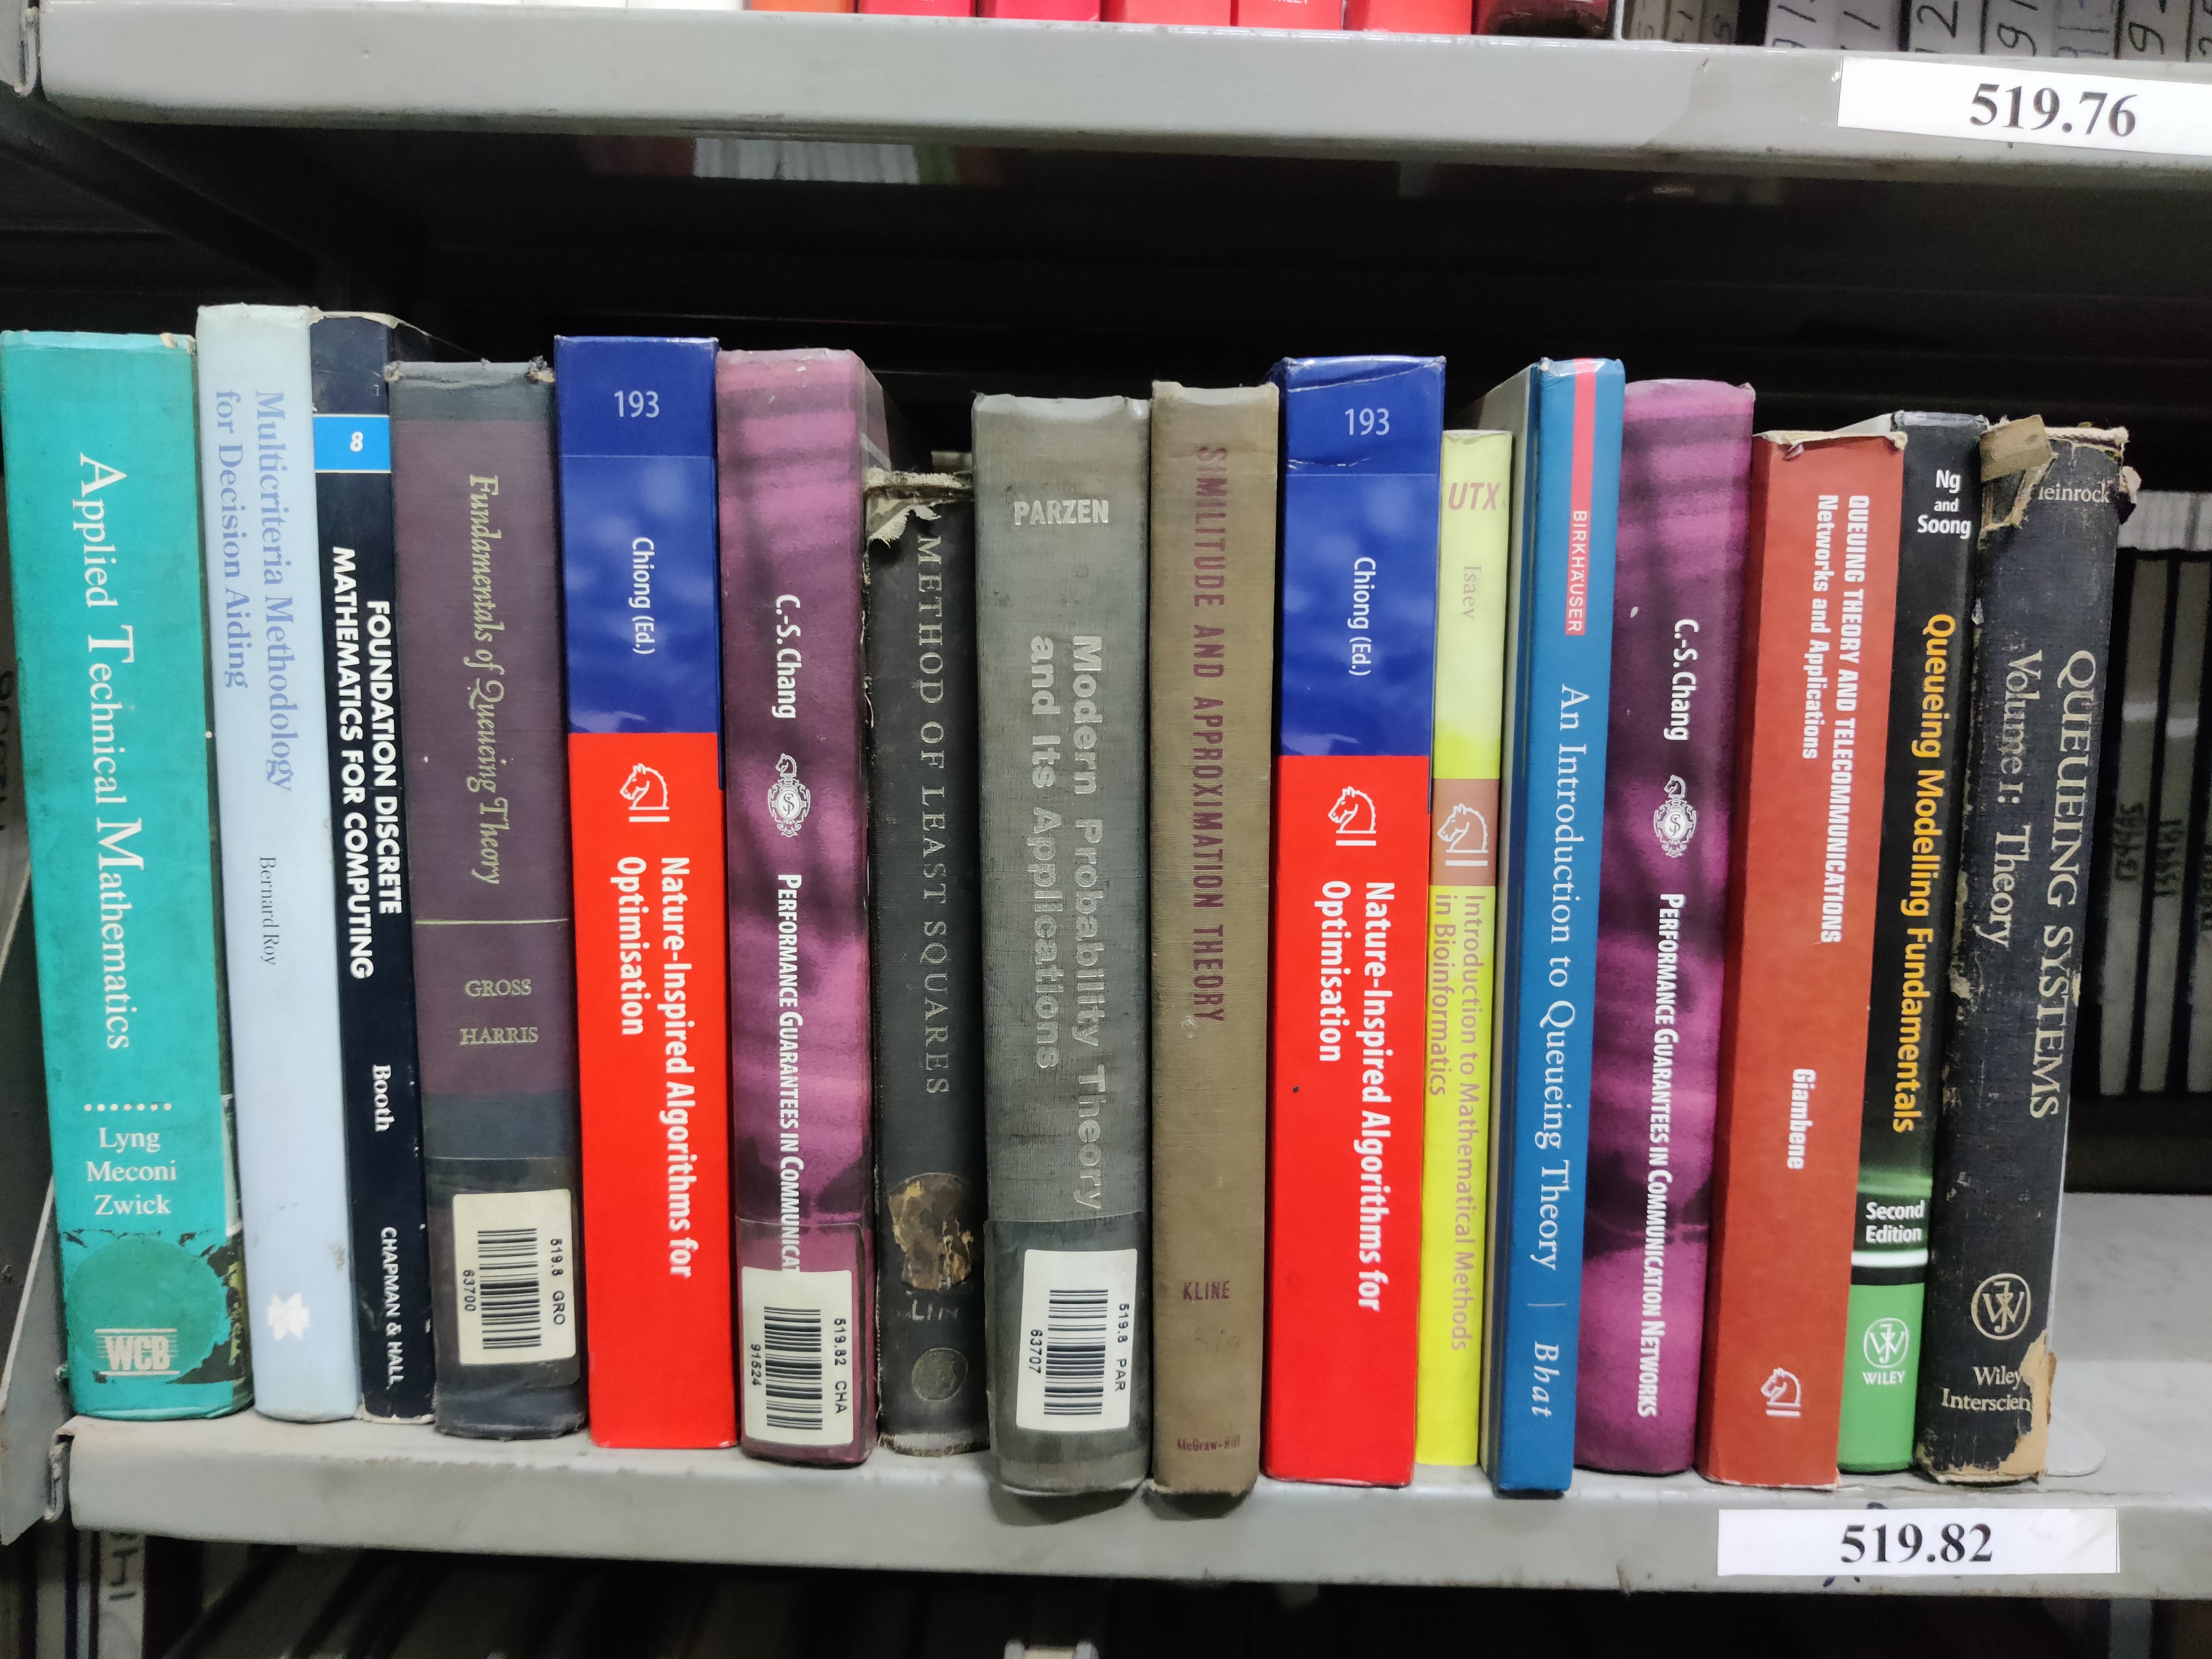 519.76
Applied Technical Mathematics
Lyng
Meconi
Zwick
WCB
Multicriteria Methodology
for Decision Aiding
Bernard Roy
8
FOUNDATION DISCRETE
MATHEMATICS FOR COMPUTING
Booth
CHAPMAN & HALL
Fundamentals of Queueing Theory
GROSS
HARRIS
519.8 GRO
63700
193
Chiong (Ed.)
Nature-Inspired Algorithms for
Optimisation
C.-S. Chang
PERFORMANCE GUARANTEES IN COMMUNICAT
519.82 CHA
91524
METHOD OF LEAST SQUARES
LIN
PARZEN
Modern Probability Theory
and Its Applications
519.8 PAR
63707
SIMILITUDE AND APPROXIMATION THEORY
KLINE
McGraw-Hill
193
Chiong (Ed.)
Nature-Inspired Algorithms for
Optimisation
UTX
Isaev
Introduction to Mathematical Methods
in Bioinformatics
BIRKHÄUSER
An Introduction to Queueing Theory
Bhat
C.-S. Chang
PERFORMANCE GUARANTEES IN COMMUNICATION NETWORKS
QUEUING THEORY AND TELECOMMUNICATIONS
Networks and Applications
Giambene
Ng
and
Soong
Queueing Modelling Fundamentals
Second
Edition
WILEY
leinrock
QUEUEING SYSTEMS
Volume I: Theory
Wiley
Interscien
519.82